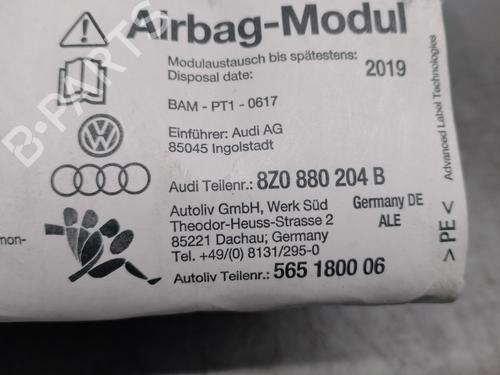 Airbag-Modul
Modulaustausch bis spätestens:
Disposal date:
2019
BAM - PT1 - 0617
Einführer: Audi AG
85045 Ingolstadt
Audi Teilenr.: 8Z0 880 204 B
Autoliv GmbH, Werk Süd
Theodor-Heuss-Strasse 2
85221 Dachau; Germany
Tel. +49/(0) 8131/295-0
Germany DE
ALE
Autoliv Teilenr.: 565 1800 06
mon-
> PE <
Advanced Label Technologies
B-PARTS